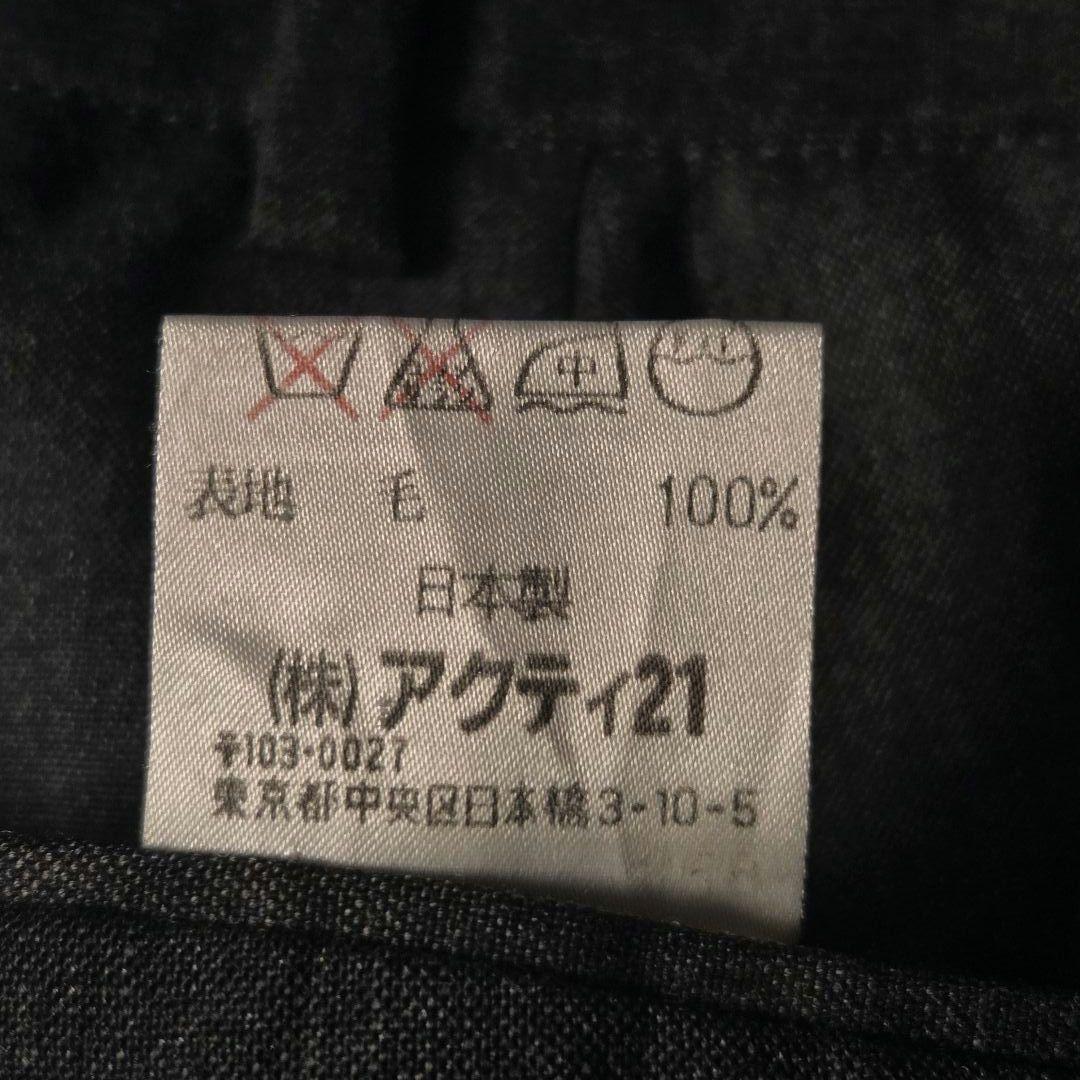 中
表地 毛 100%
日本製
(株)アクティ21
〒103-0027
東京都中央区日本橋3-10-5